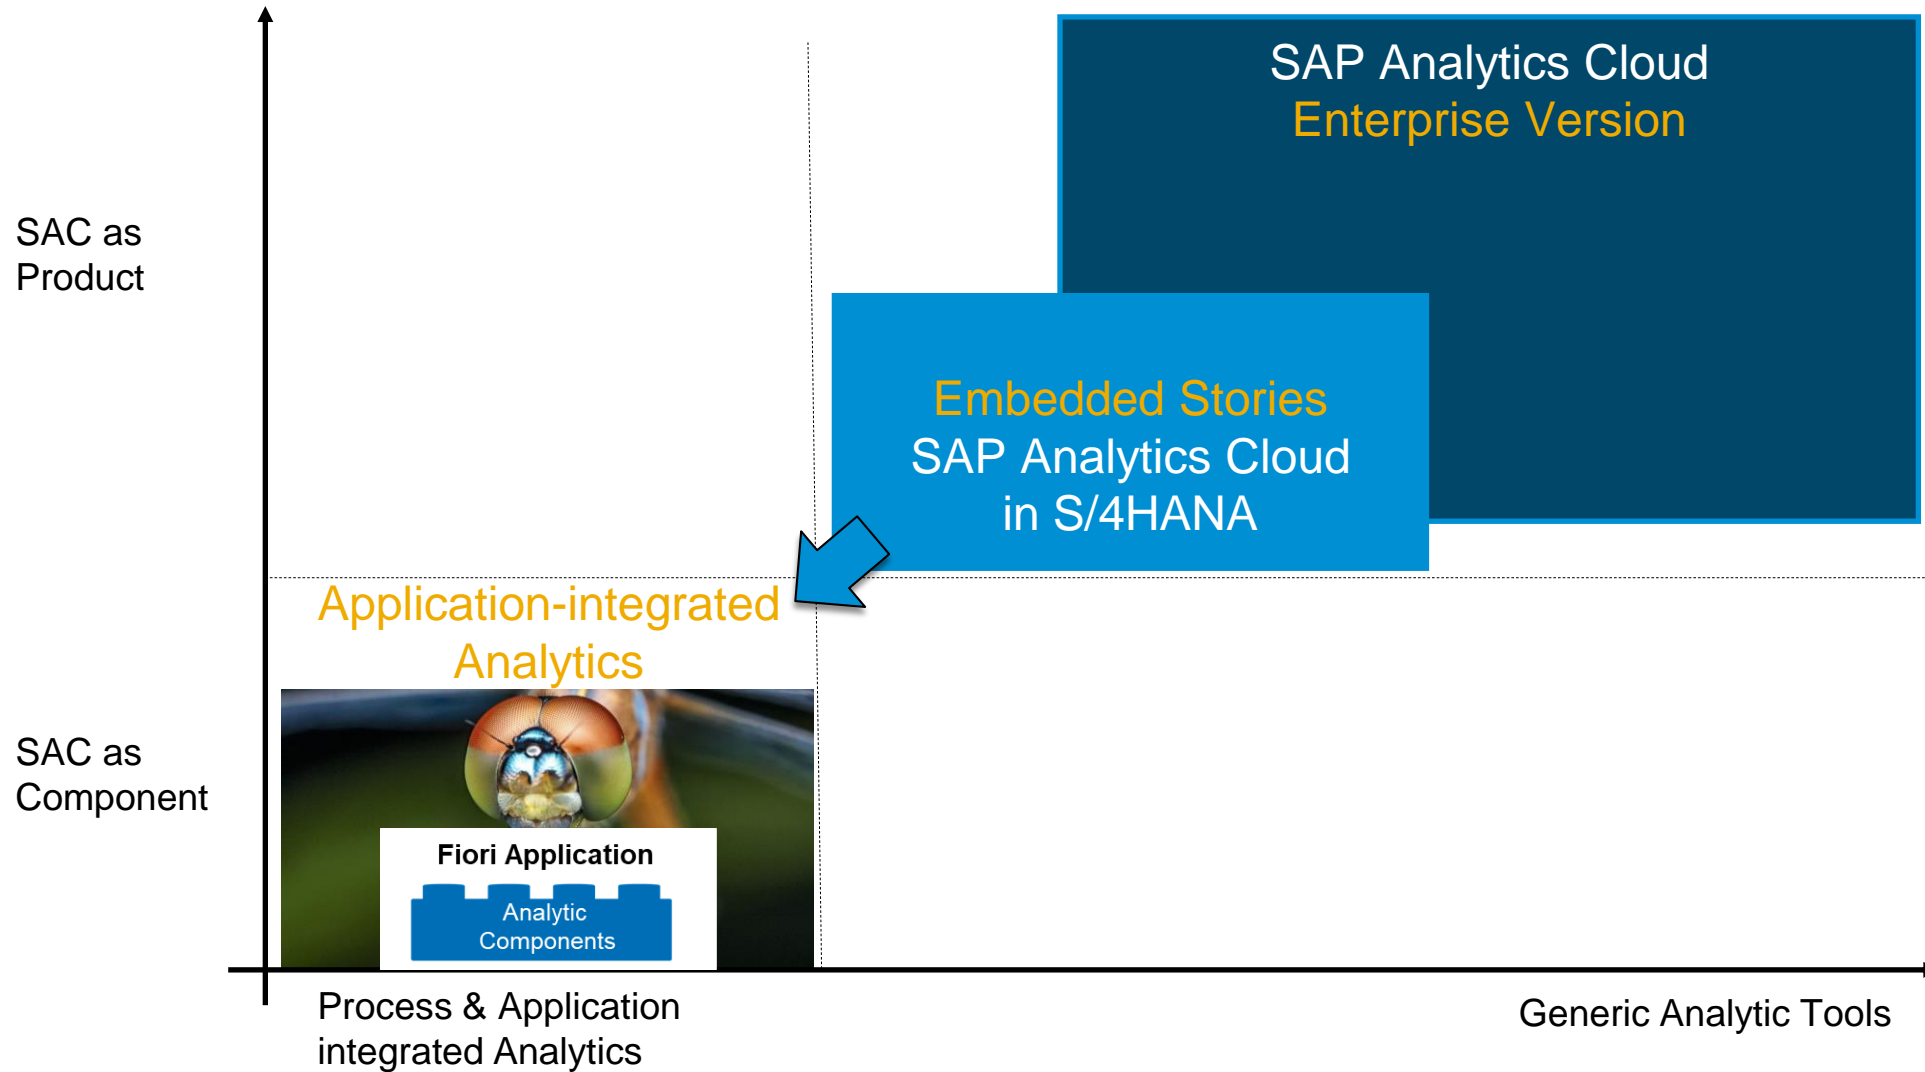 SAP Analytics Cloud
Enterprise Version
SAC as
Product
Embedded Stories
SAP Analytics Cloud
in S/4HANA
Application-integrated
Analytics
SAC as
Component
Fiori Application
Analytic
Components
Process & Application
integrated Analytics
Generic Analytic Tools